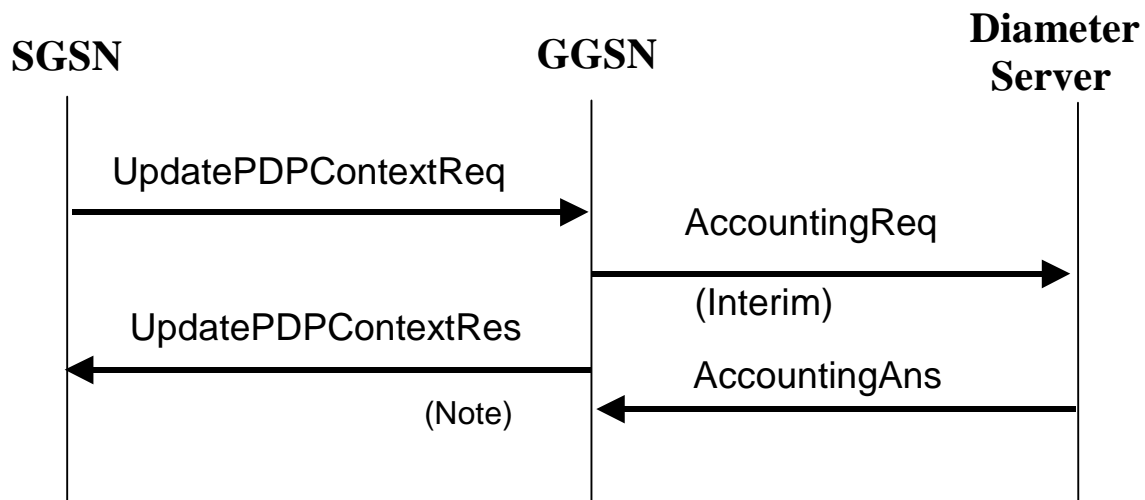 SGSN
GGSN
Diameter
Server
UpdatePDPContextReq
AccountingReq
(Interim)
UpdatePDPContextRes
AccountingAns
(Note)